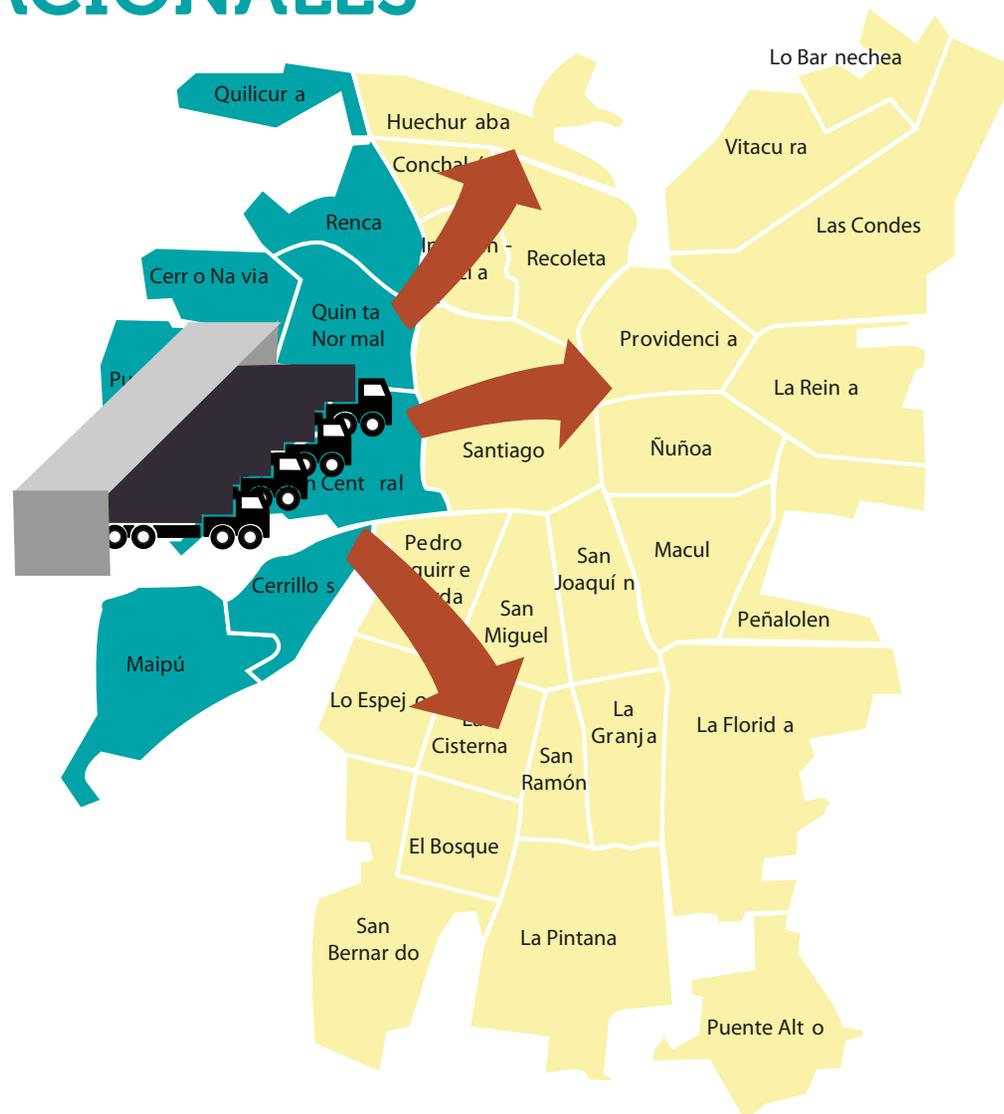 ACIONALES
Lo Bar nechea
Quilicur a
Huechur aba
Vitacu ra
Las Condes
Renca
Recoleta
Cerr o Na via
Quin ta
Nor mal
Providenci a
La Rein a
Santiago
Ñuñoa
Cent ral
Pedro
San
Joaquí n
Macul
Cerrillo s
San
Miguel
Peñalolen
Maipú
Lo Espej o
La
Cisterna
La
Granj a
La Florid a
San
Ramón
El Bosque
San
Bernar do
La Pintana
Puente Alt o